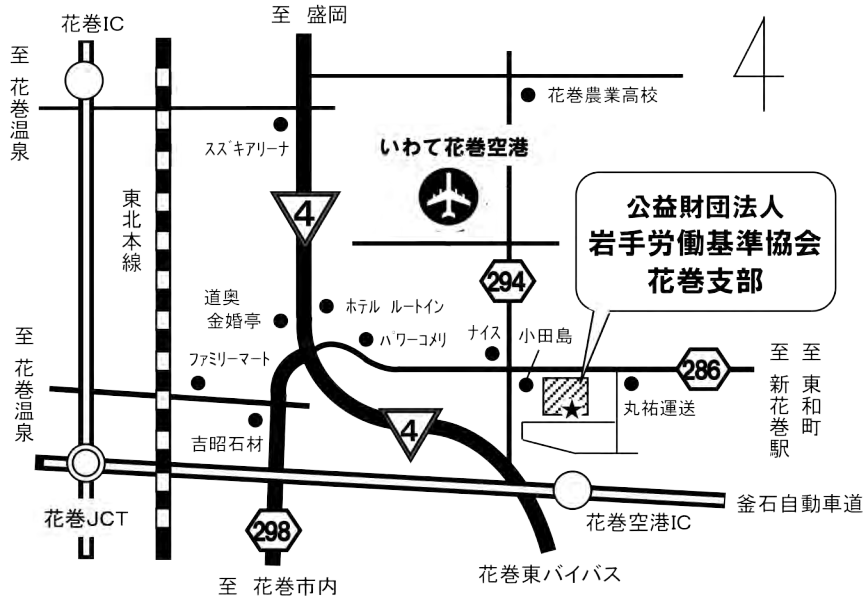 至 盛岡
花巻IC
至 花巻温泉
スズキアリーナ
花巻農業高校
いわて花巻空港
東北本線
4
公益財団法人
岩手労働基準協会
花巻支部
294
道奥
金婚亭
ホテル ルートイン
パワーコメリ
ナイス
小田島
ファミリーマート
286
至 新花巻駅
至 東和町
至 花巻温泉
丸祐運送
4
吉昭石材
花巻JCT
298
花巻空港IC
釜石自動車道
至 花巻市内
花巻東バイパス